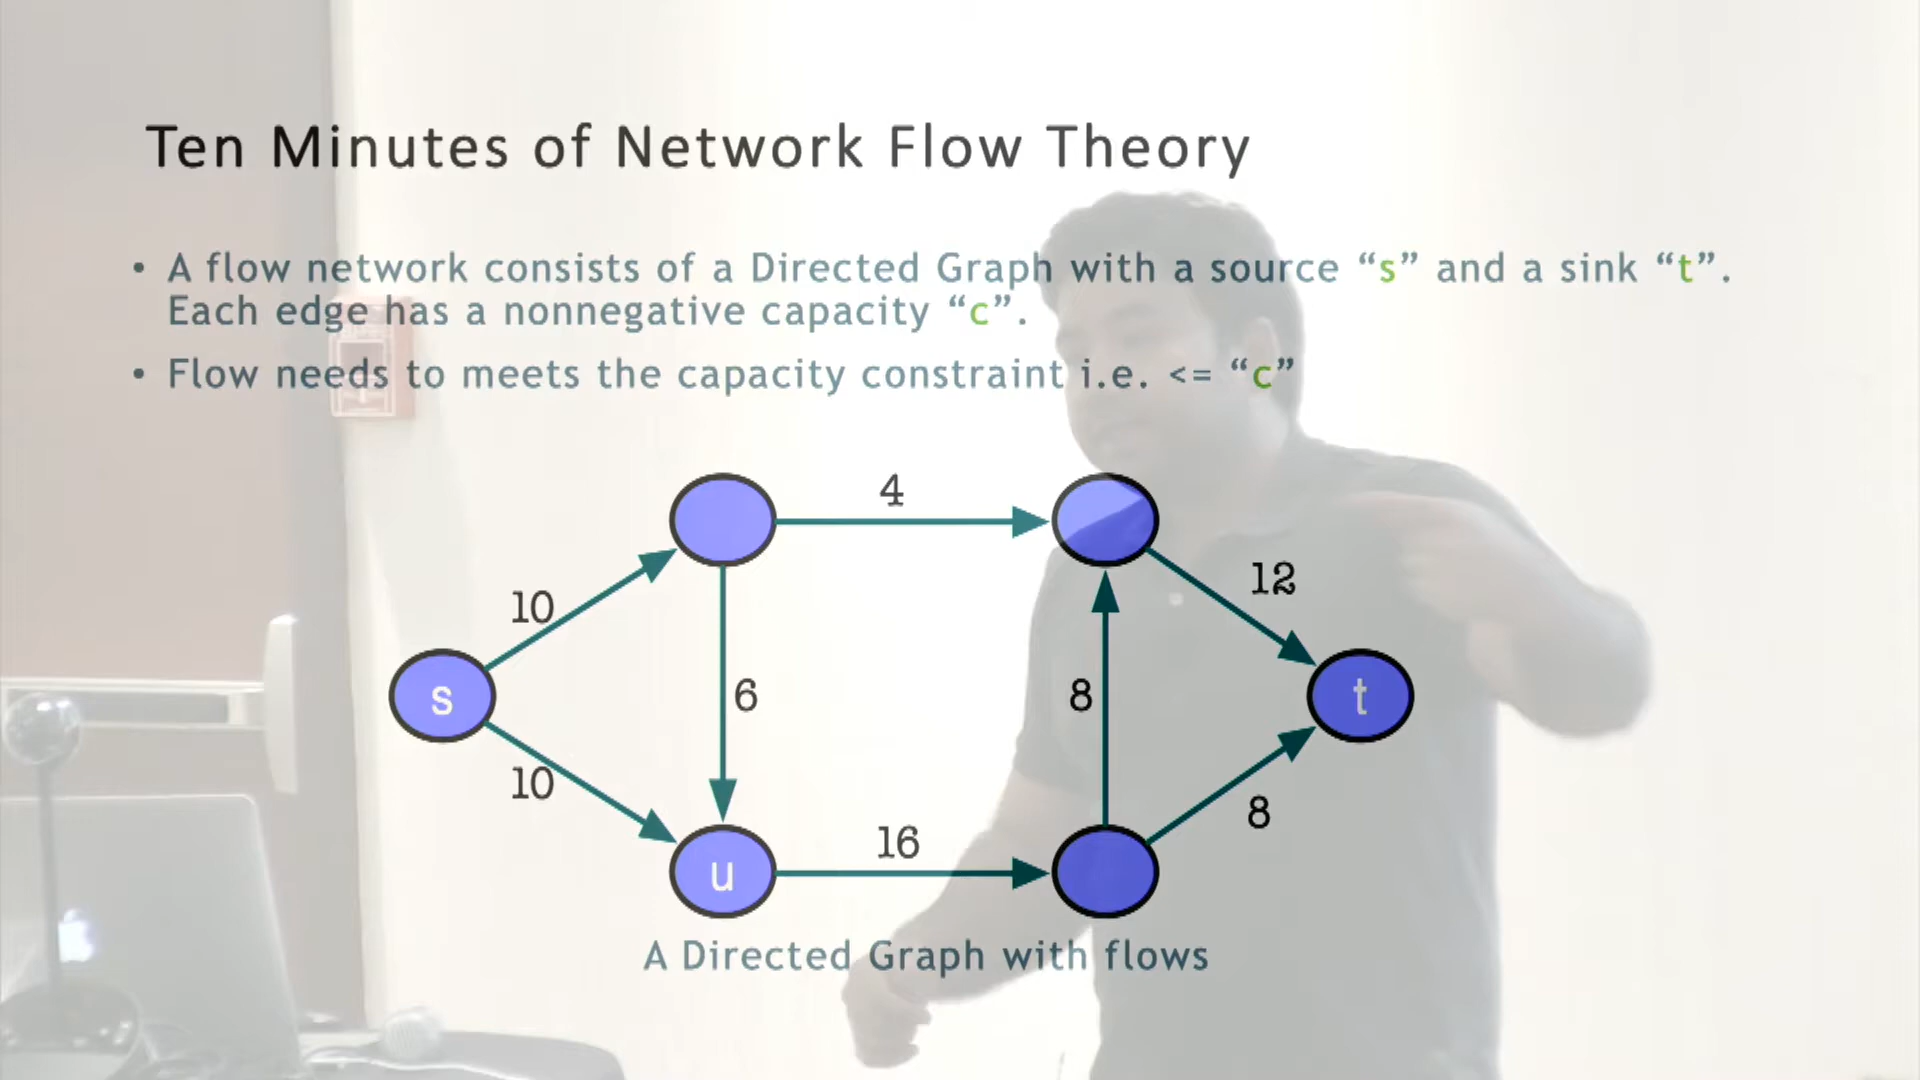 Ten Minutes of Network Flow Theory
• A flow network consists of a Directed Graph with a source “s” and a sink “t”.
Each edge has a nonnegative capacity “c”.
• Flow needs to meets the capacity constraint i.e. <= “c”
4
10
12
s
6
8
t
10
8
16
u
A Directed Graph with flows